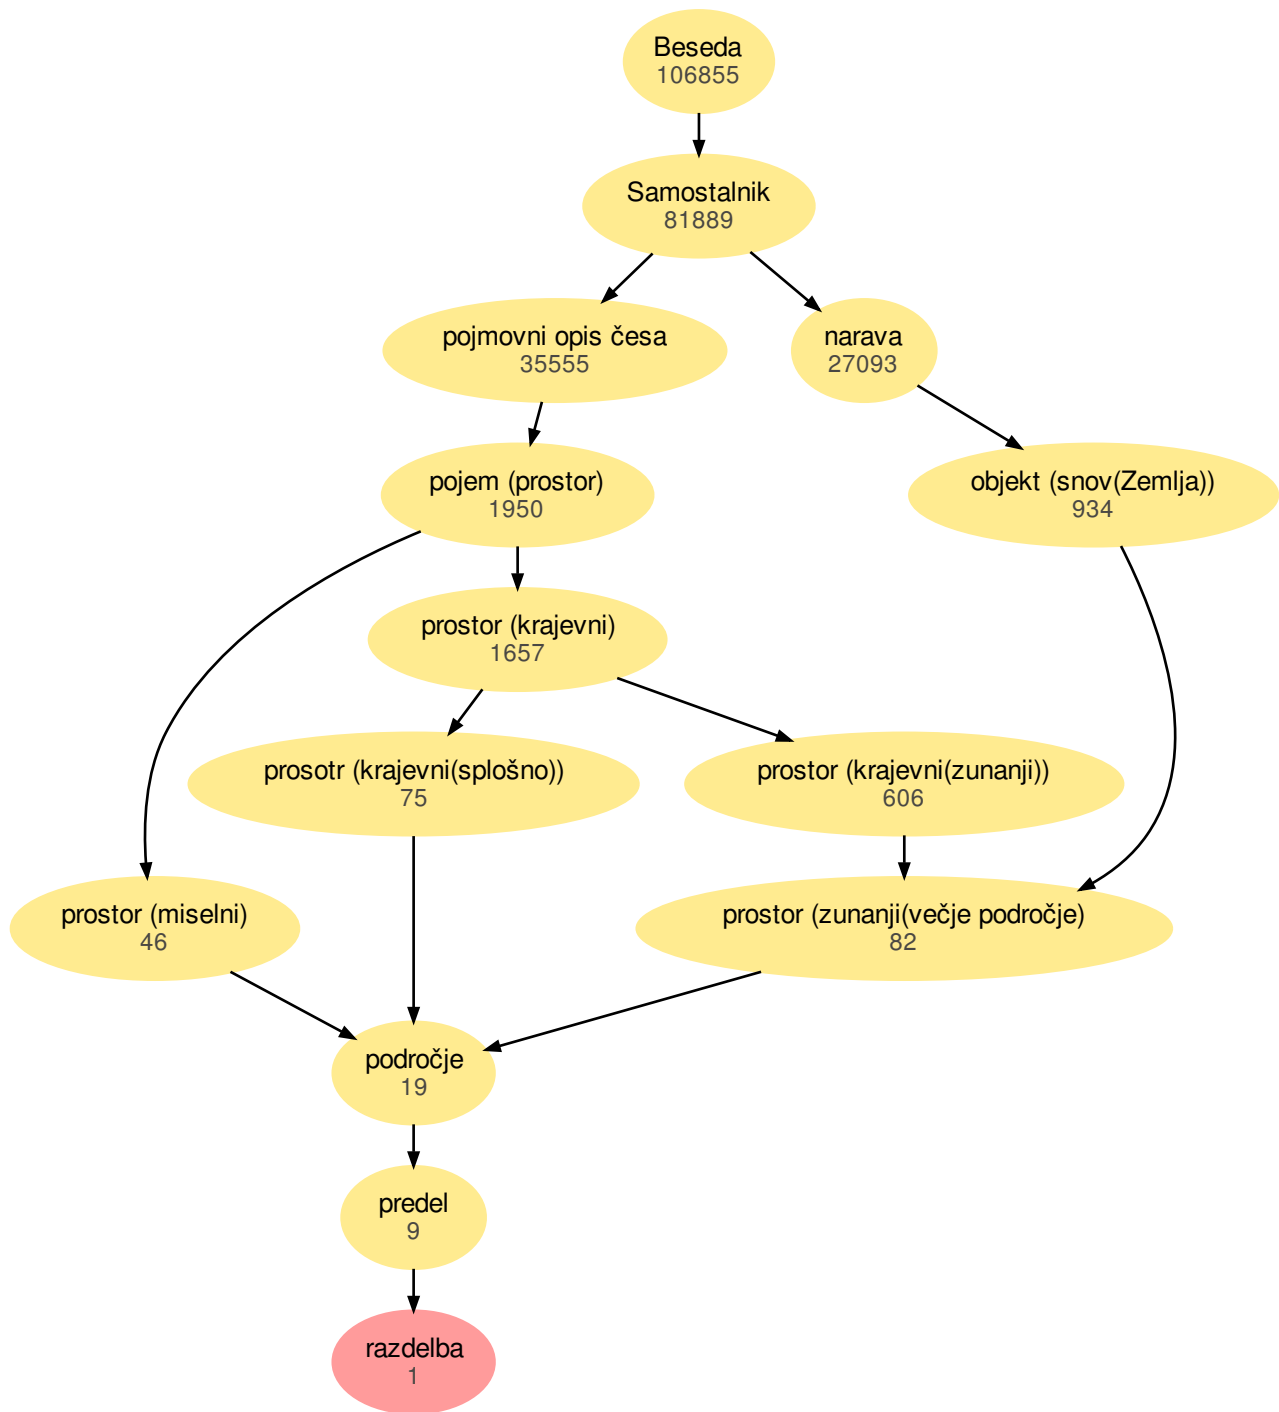 Beseda
106855
Samostalnik
81889
pojmovni opis česa
35555
narava
27093
pojem (prostor)
1950
objekt (snov(Zemlja))
934
prostor (krajevni)
1657
prosotr (krajevni(splošno))
75
prostor (krajevni(zunanji))
606
prostor (miselni)
46
prostor (zunanji(večje področje)
82
področje
19
predel
9
razdelba
1